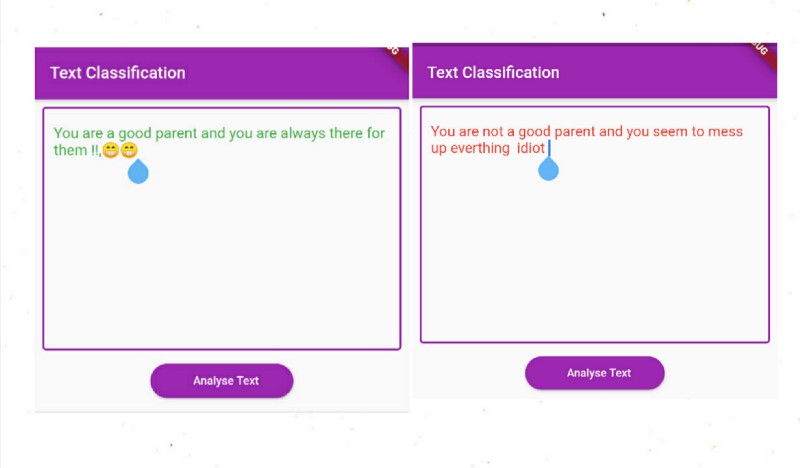 Text Classification
You are a good parent and you are always there for
them !!,😁😁
Analyse Text
Text Classification
You are not a good parent and you seem to mess
up everthing  idiot
Analyse Text